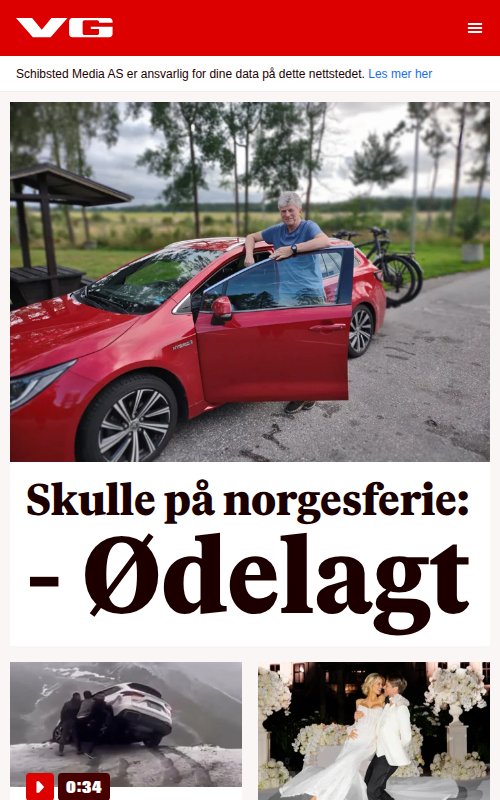 VG
Schibsted Media AS er ansvarlig for dine data på dette nettstedet. Les mer her
HYBRID
Skulle på norgesferie:
- Ødelagt
0:34